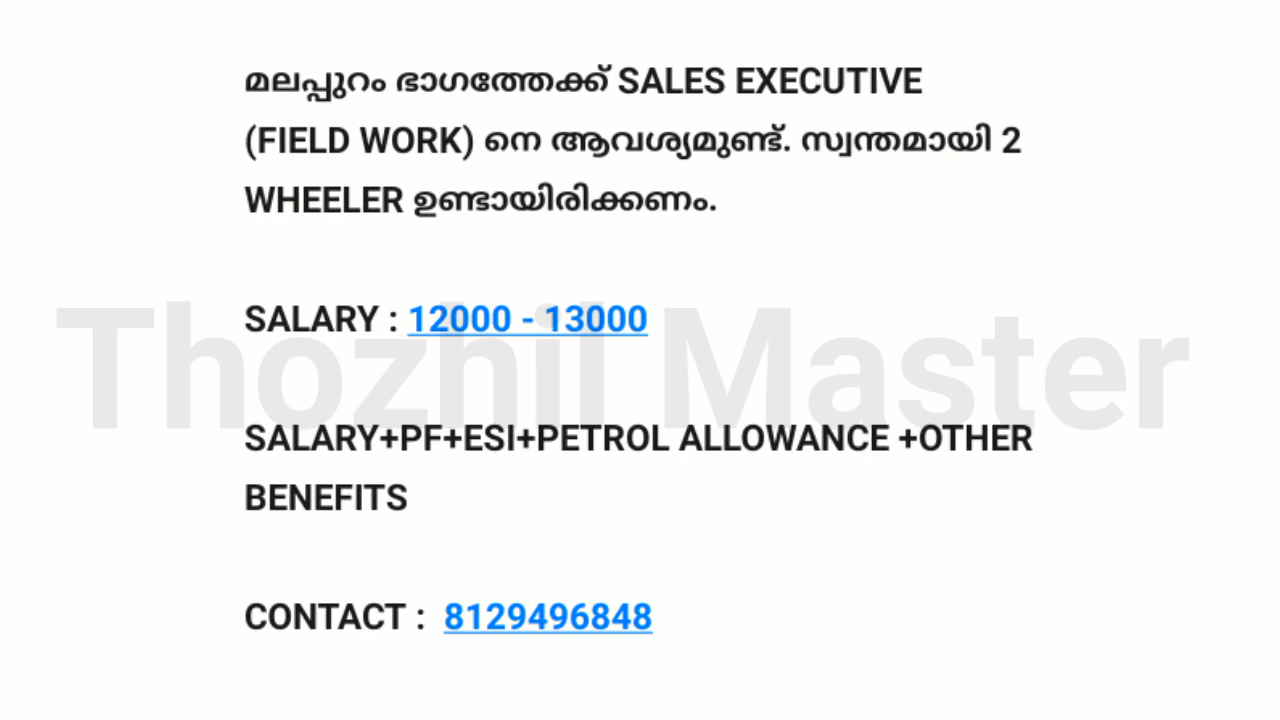 മലപ്പുറം ഭാഗത്തേക്ക് SALES EXECUTIVE
(FIELD WORK) നെ ആവശ്യമുണ്ട്. സ്വന്തമായി 2
WHEELER ഉണ്ടായിരിക്കണം.
SALARY : 12000 - 13000
Thozhil Master
SALARY+PF+ESI+PETROL ALLOWANCE +OTHER
BENEFITS
CONTACT : 8129496848